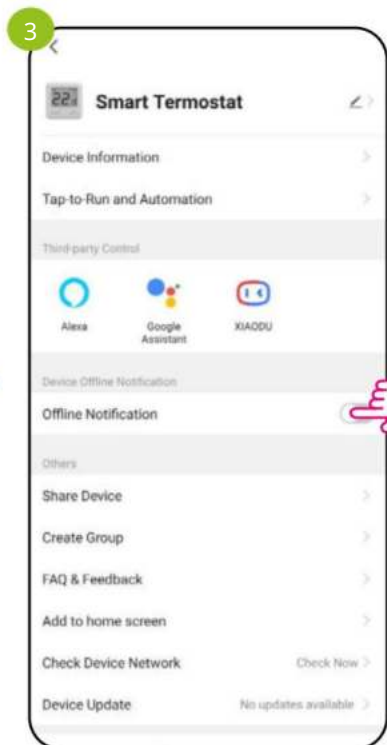 3
Smart Termostat
Device Information
Tap-to-Run and Automation
Third-party Control
Alexa
Google
Assistant
XIAODU
Device Offline Notification
Offline Notification
Others
Share Device
Create Group
FAQ & Feedback
Add to home screen
Check Device Network Check Now
Device Update No updates available